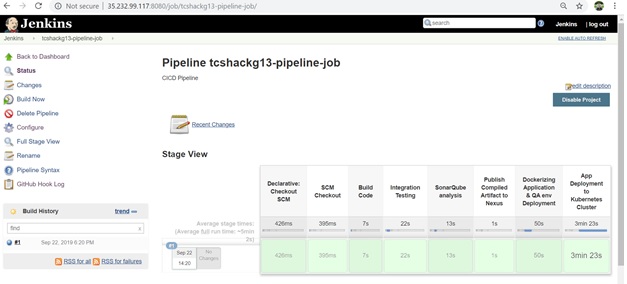 Not secure | 35.232.99.117:8080/job/tcshackg13-pipeline-job/
Jenkins
search
Jenkins | log out
Jenkins tcshackg13-pipeline-job
ENABLE AUTO REFRESH
Back to Dashboard
Status
Changes
Build Now
Delete Pipeline
Configure
Full Stage View
Rename
Pipeline Syntax
GitHub Hook Log
Build History
trend
find x
#1 Sep 22, 2019 6:20 PM
RSS for all RSS for failures
Pipeline tcshackg13-pipeline-job
CICD Pipeline
edit description
Disable Project
Recent Changes
Stage View
Declarative: Checkout SCM
SCM Checkout
Build Code
Integration Testing
SonarQube analysis
Publish Compiled Artifact to Nexus
Dockerizing Application & QA env Deployment
App Deployment to Kubernetes Cluster
Average stage times:
(Average full run time: ~5min 2s)
426ms 395ms 7s 22s 13s 1s 50s 3min 23s
#1
Sep 22
14:20
No Changes
426ms 395ms 7s 22s 13s 1s 50s 3min 23s